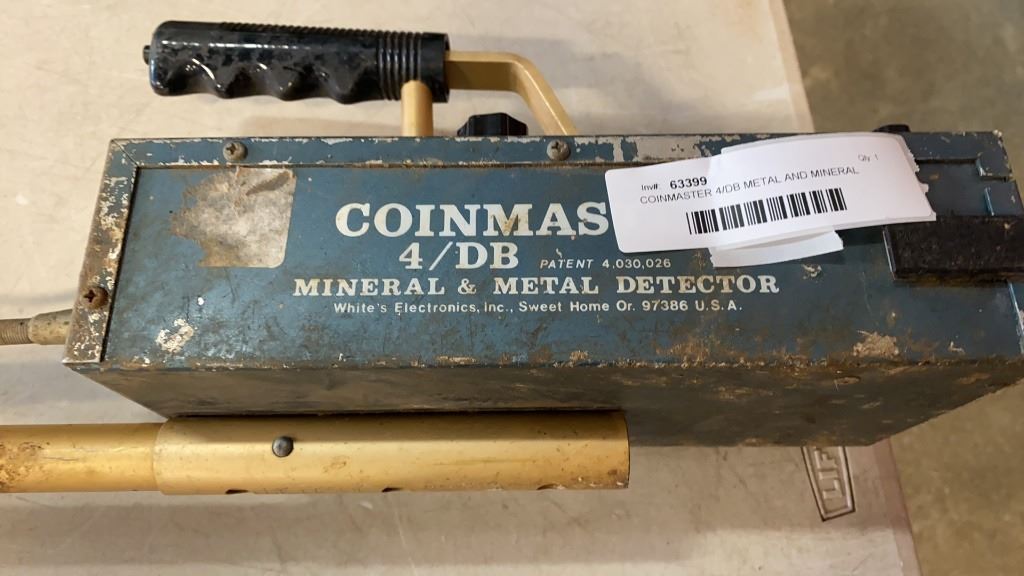 Inv#: 63399 Qty 1
COINMASTER 4/DB METAL AND MINERAL
COINMAS
4/DB PATENT 4,030,026
MINERAL & METAL DETECTOR
White's Electronics, Inc., Sweet Home Or. 97386 U.S.A.
LIF